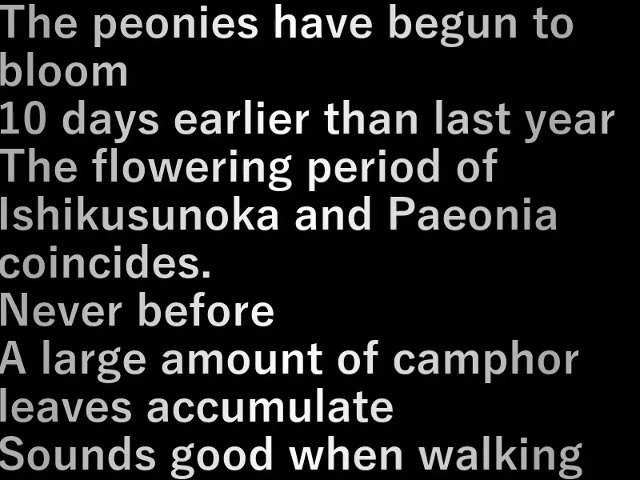 The peonies have begun to
bloom
10 days earlier than last year
The flowering period of
Ishikusunoka and Paeonia
coincides.
Never before
A large amount of camphor
leaves accumulate
Sounds good when walking